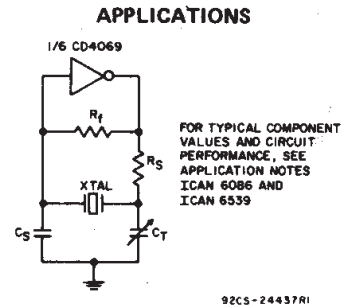 APPLICATIONS
1/6 CD4069
Rf
FOR TYPICAL COMPONENT
VALUES AND CIRCUIT
PERFORMANCE, SEE
APPLICATION NOTES
ICAN 6086 AND
ICAN 6539
RS
XTAL
CS
CT
92CS-24437R1